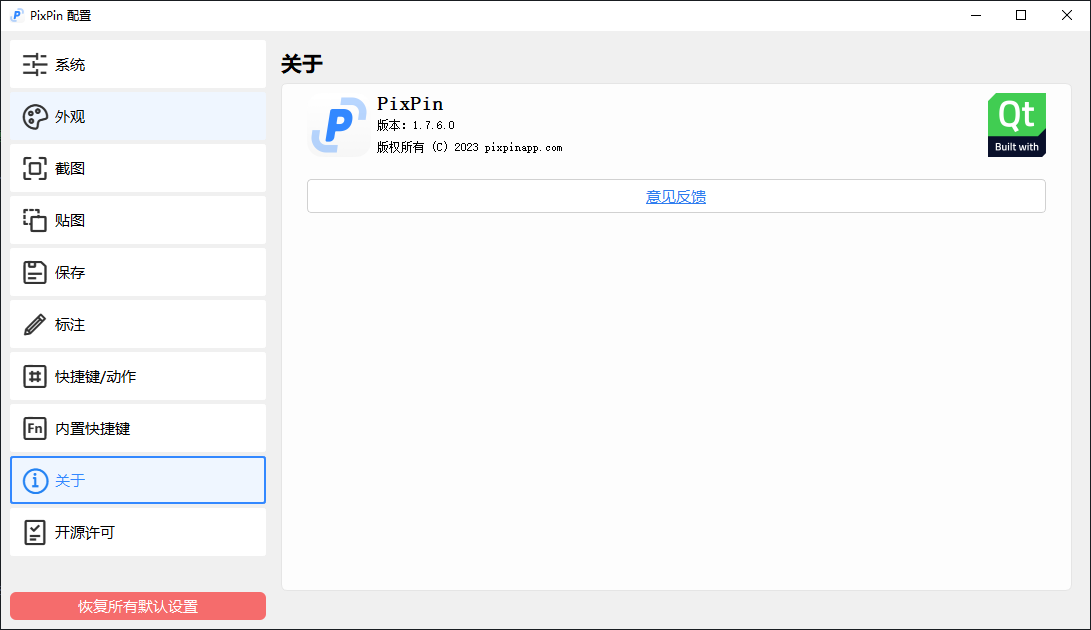 PixPin 配置
系统
外观
截图
贴图
保存
标注
快捷键/动作
Fn 内置快捷键
关于
开源许可
恢复所有默认设置
关于
P
PixPin
版本：1.7.6.0
版权所有 (C) 2023 pixpinapp.com
Qt
Built with
意见反馈